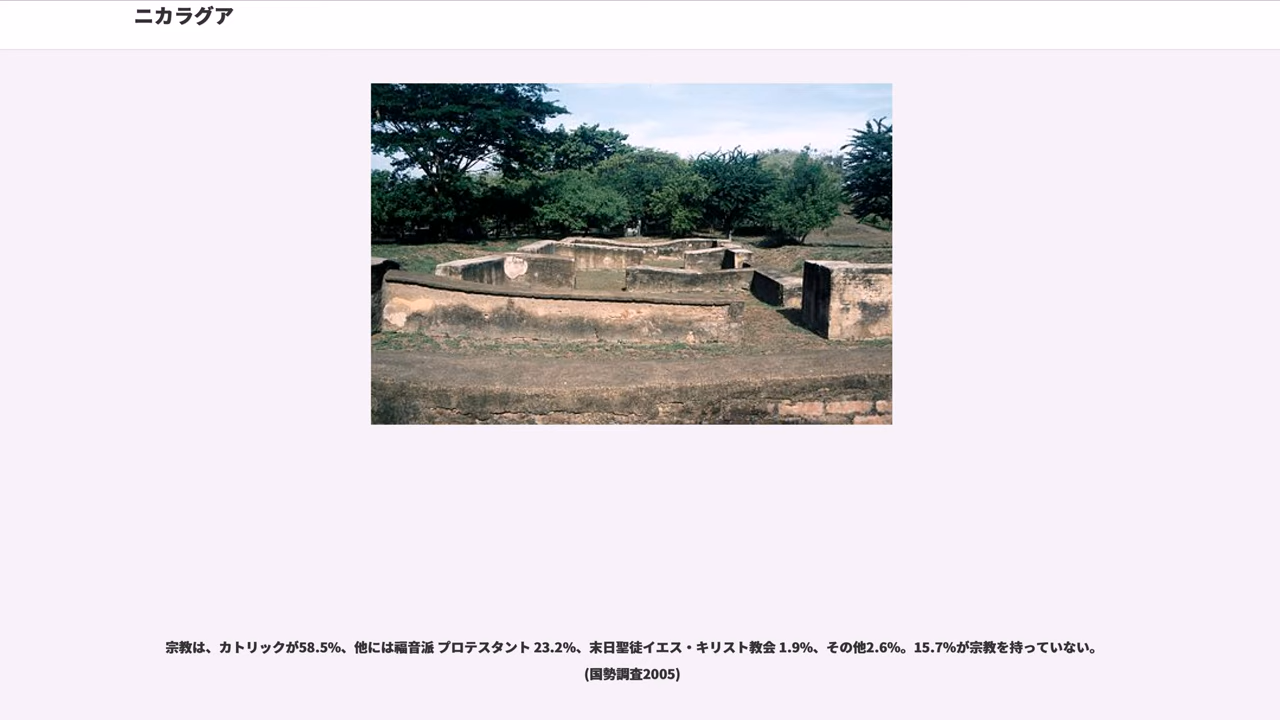 ニカラグア
宗教は、カトリックが58.5%、他には福音派 プロテスタント 23.2%、末日聖徒イエス・キリスト教会 1.9%、その他2.6%。15.7%が宗教を持っていない。
(国勢調査2005)